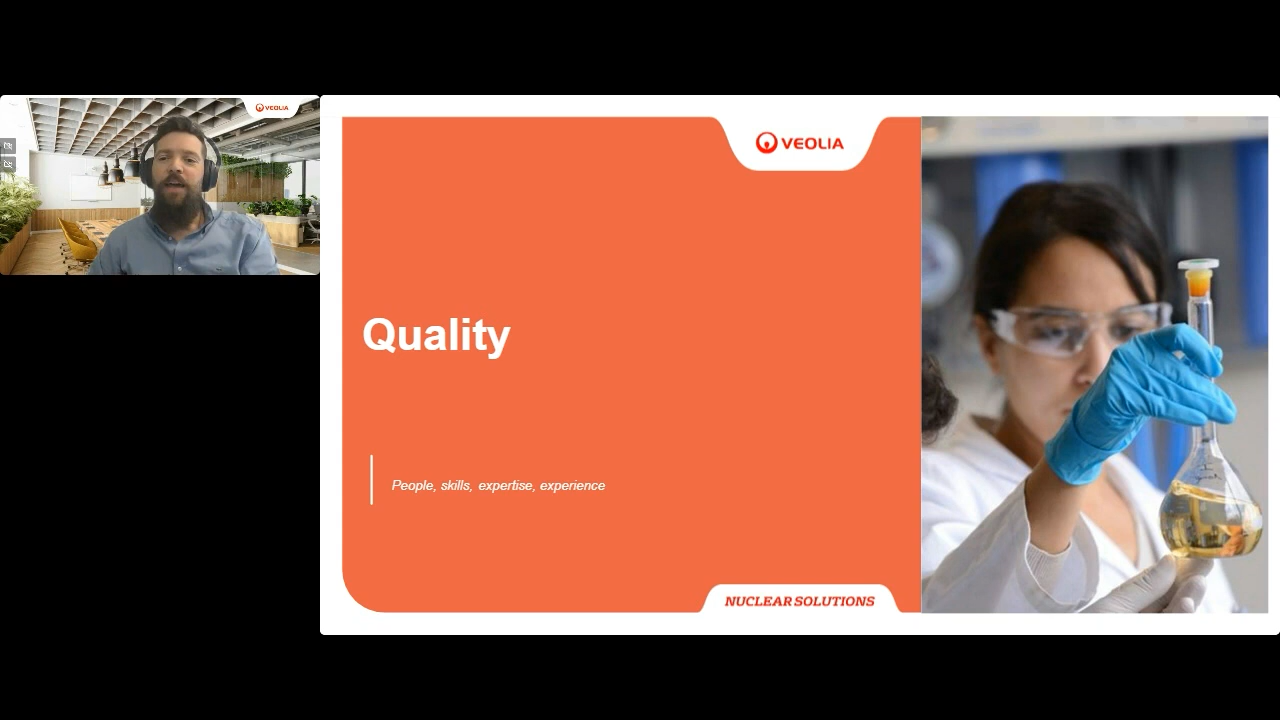 VEOLIA
VEOLIA
Quality
People, skills, expertise, experience
NUCLEAR SOLUTIONS